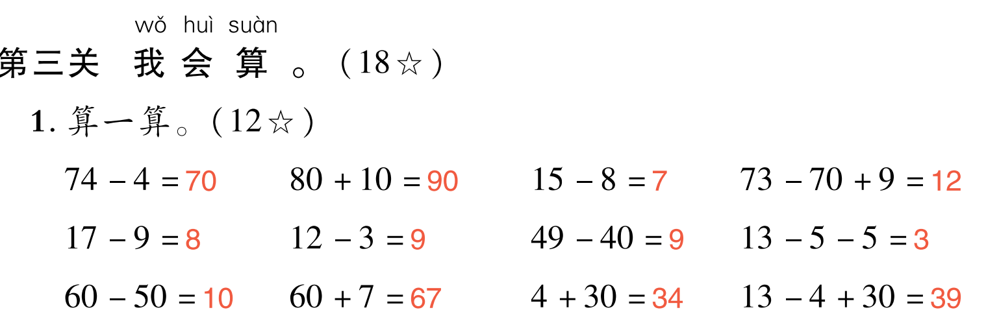 wǒ huì suàn
第三关 我会算。(18☆)
1. 算一算。(12☆)
74 − 4 = 70 80 + 10 = 90 15 − 8 = 7 73 − 70 + 9 = 12
17 − 9 = 8 12 − 3 = 9 49 − 40 = 9 13 − 5 − 5 = 3
60 − 50 = 10 60 + 7 = 67 4 + 30 = 34 13 − 4 + 30 = 39